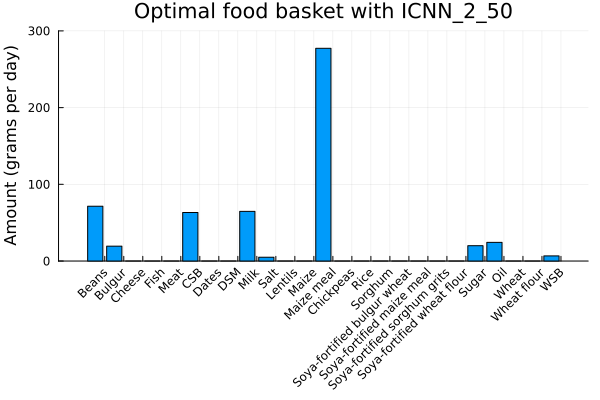 Optimal food basket with ICNN_2_50
Amount (grams per day)
300
200
100
0
Beans
Bulgur
Cheese
Fish
Meat
CSB
Dates
DSM
Milk
Salt
Lentils
Maize
Maize meal
Chickpeas
Rice
Sorghum
Soya-fortified bulgur wheat
Soya-fortified maize meal
Soya-fortified sorghum grits
Soya-fortified wheat flour
Sugar
Oil
Wheat
Wheat flour
WSB